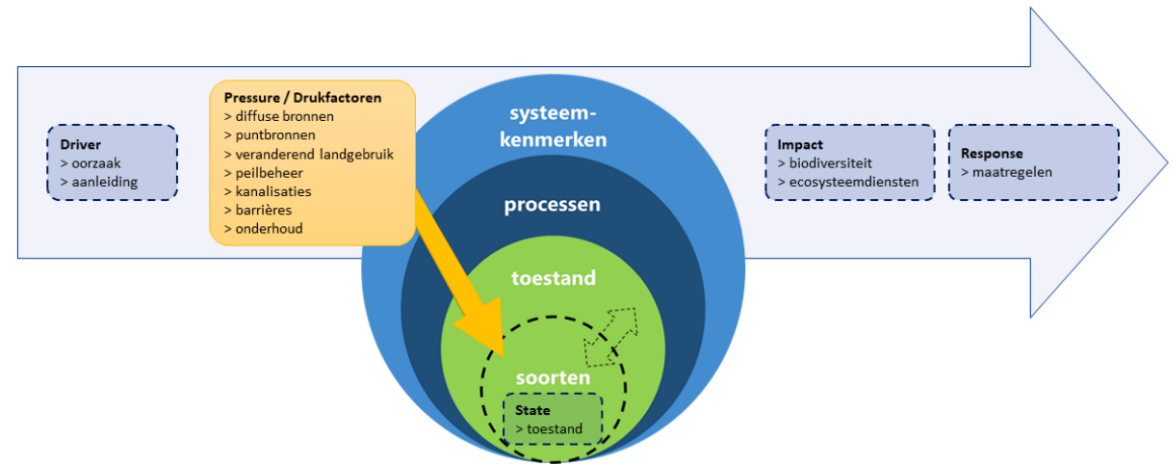 Driver
> oorzaak
> aanleiding
Pressure / Drukfactoren
> diffuse bronnen
> puntbronnen
> veranderend landgebruik
> peilbeheer
> kanalisaties
> barrières
> onderhoud
systeem-
kenmerken
processen
toestand
soorten
State
> toestand
Impact
> biodiversiteit
> ecosysteemdiensten
Response
> maatregelen